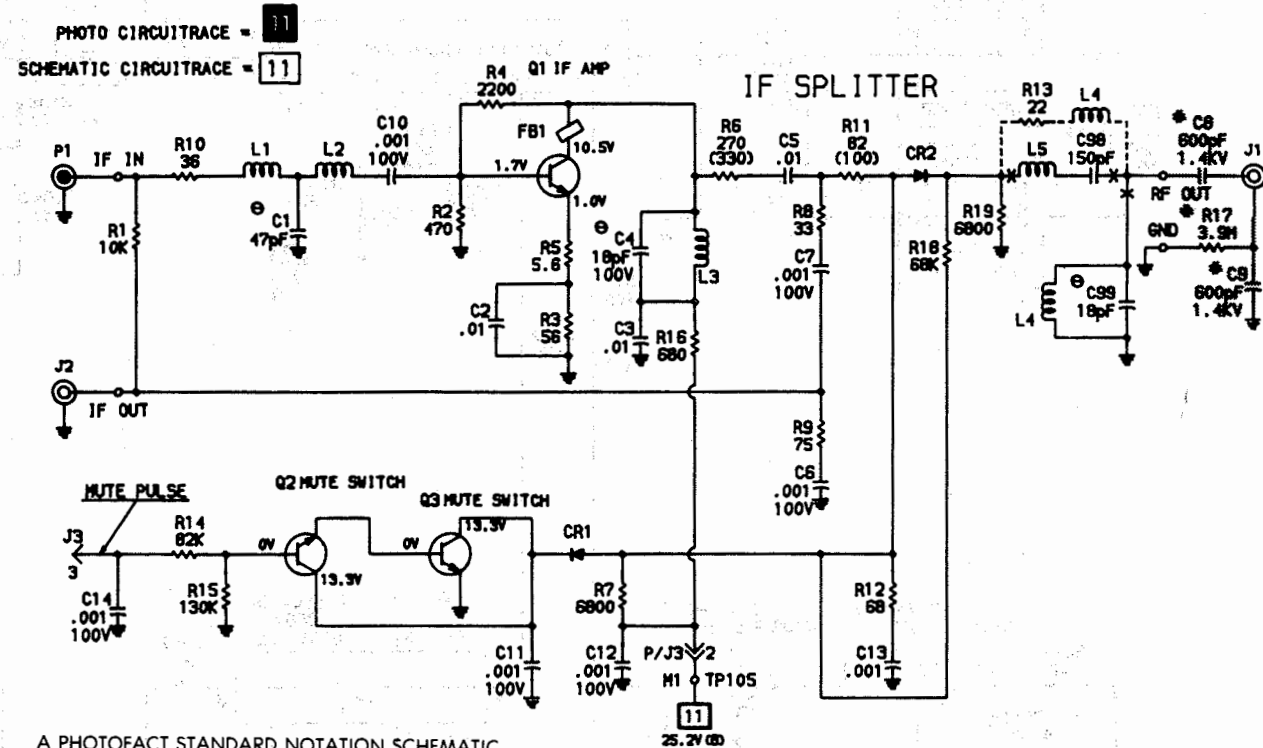 PHOTO CIRCUITRACE = 11
SCHEMATIC CIRCUITRACE = 11
IF SPLITTER
Q1 IF AMP
R4
2200
FB1
10.5V
1.7V
1.0V
P1
IF IN
R10
36
L1
L2
C10
.001
100V
R1
10K
⊖
C1
47pF
R2
470
R5
5.6
C2
.01
R3
56
⊖
C4
18pF
100V
L3
C3
.01
R16
680
R6
270
(330)
C5
.01
R11
82
(100)
CR2
R8
33
C7
.001
100V
R18
68K
R19
6800
R13
22
L4
L5
C98
150pF
* C8
600pF
1.4KV
J1
RF OUT
GND
* R17
3.9M
* C9
600pF
1.4KV
L4
⊖
C99
18pF
J2
IF OUT
R9
75
C6
.001
100V
MUTE PULSE
J3
3
R14
82K
Q2 MUTE SWITCH
Q3 MUTE SWITCH
0V
13.3V
0V
13.3V
CR1
C14
.001
100V
R15
130K
C11
.001
100V
R7
6800
C12
.001
100V
P/J3 2
M1 TP105
11
25.2V
R12
68
C13
.001
A PHOTOFACT STANDARD NOTATION SCHEMATIC